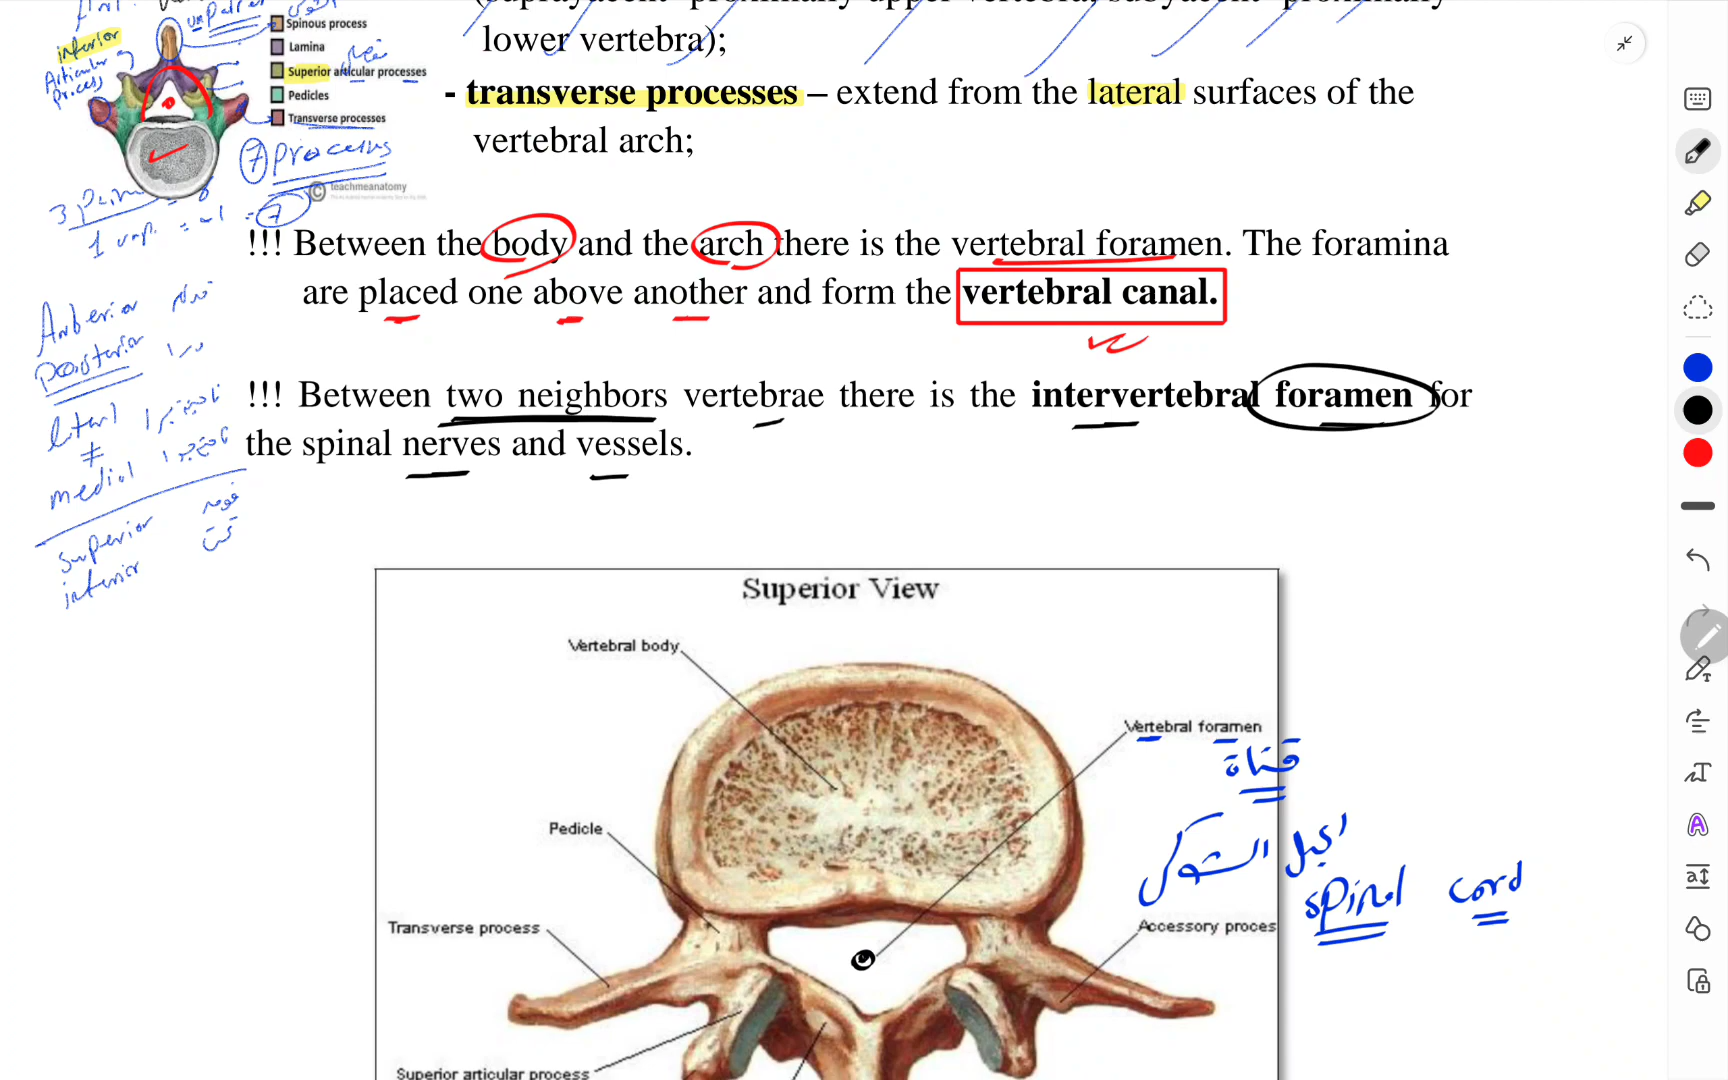 unpaired
inferior
Articular
process
Spinous process
Lamina
Superior articular processes
Pedicles
Transverse processes
7 process
© teachmeanatomy
= 7
lower vertebra);
- transverse processes – extend from the lateral surfaces of the
vertebral arch;
!!! Between the body and the arch there is the vertebral foramen. The foramina
are placed one above another and form the vertebral canal.
Anterior
posterior
medial
superior
inferior
!!! Between two neighbors vertebrae there is the intervertebral foramen for
the spinal nerves and vessels.
Superior View
Vertebral body
Vertebral foramen
قناة
Pedicle
الحبل الشوكي
spinal cord
Transverse process
Accessory proces
Superior articular process